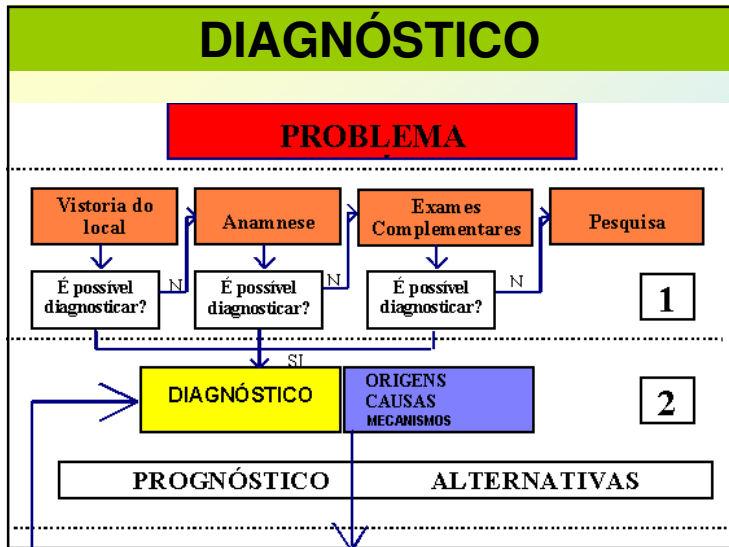 DIAGNÓSTICO
PROBLEMA
Vistoria do
local
Anamnese
Exames
Complementares
Pesquisa
É possível
diagnosticar?
N
É possível
diagnosticar?
N
É possível
diagnosticar?
N
1
SI
DIAGNÓSTICO
ORIGENS
CAUSAS
MECANISMOS
2
PROGNÓSTICO ALTERNATIVAS